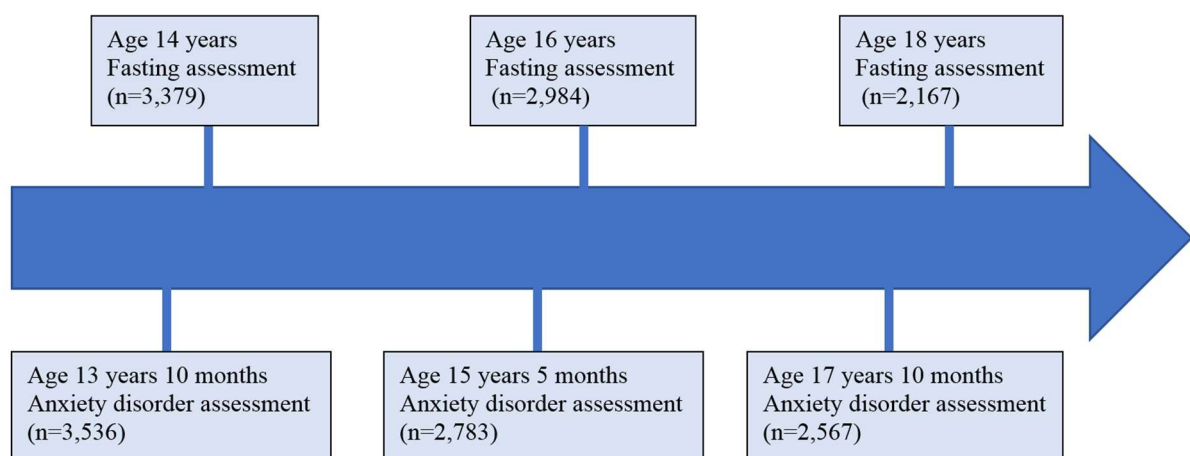 Age 14 years
Fasting assessment
(n=3,379)
Age 16 years
Fasting assessment
(n=2,984)
Age 18 years
Fasting assessment
(n=2,167)
Age 13 years 10 months
Anxiety disorder assessment
(n=3,536)
Age 15 years 5 months
Anxiety disorder assessment
(n=2,783)
Age 17 years 10 months
Anxiety disorder assessment
(n=2,567)